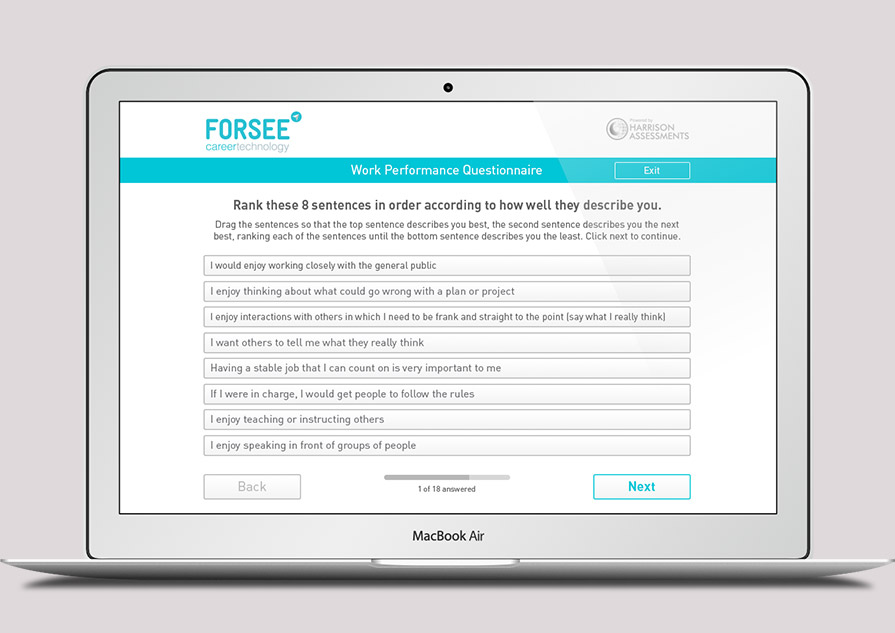 FORSEE
careertechnology
Powered by
HARRISON
ASSESSMENTS
Work Performance Questionnaire
Exit
Rank these 8 sentences in order according to how well they describe you.
Drag the sentences so that the top sentence describes you best, the second sentence describes you the next
best, ranking each of the sentences until the bottom sentence describes you the least. Click next to continue.
I would enjoy working closely with the general public
I enjoy thinking about what could go wrong with a plan or project
I enjoy interactions with others in which I need to be frank and straight to the point (say what I really think)
I want others to tell me what they really think
Having a stable job that I can count on is very important to me
If I were in charge, I would get people to follow the rules
I enjoy teaching or instructing others
I enjoy speaking in front of groups of people
Back
1 of 18 answered
Next
MacBook Air